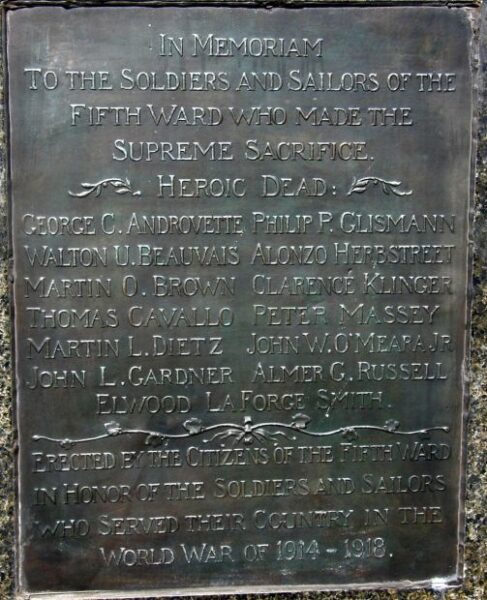 In Memoriam
To the Soldiers and Sailors of the
Fifth Ward who made the
Supreme Sacrifice.
Heroic Dead:
George C. Androvette Philip P. Glismann
Walton U. Beauvais Alonzo Herbstreet
Martin O. Brown Clarence Klinger
Thomas Cavallo Peter Massey
Martin L. Dietz John W. O'Meara Jr
John L. Gardner Almer G. Russell
Elwood La Forge Smith.
Erected by the Citizens of the Fifth Ward
in Honor of the Soldiers and Sailors
who Served their Country in the
World War of 1914 - 1918.